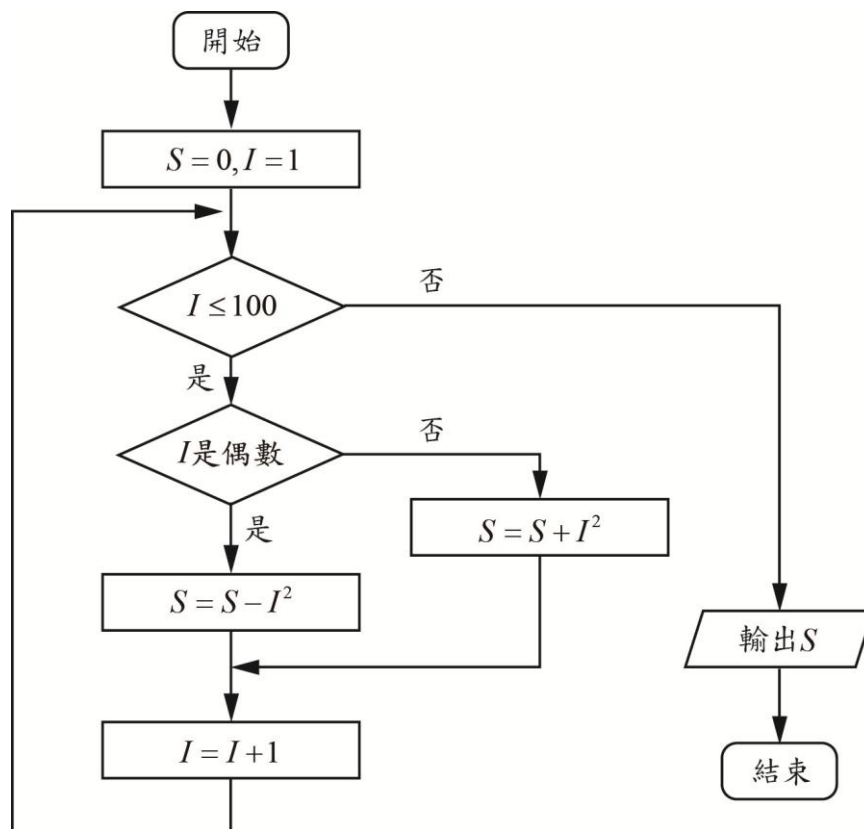 開始
S = 0, I = 1
I ≤ 100
否
是
I是偶數
否
是
S = S + I²
S = S − I²
輸出S
I = I + 1
結束